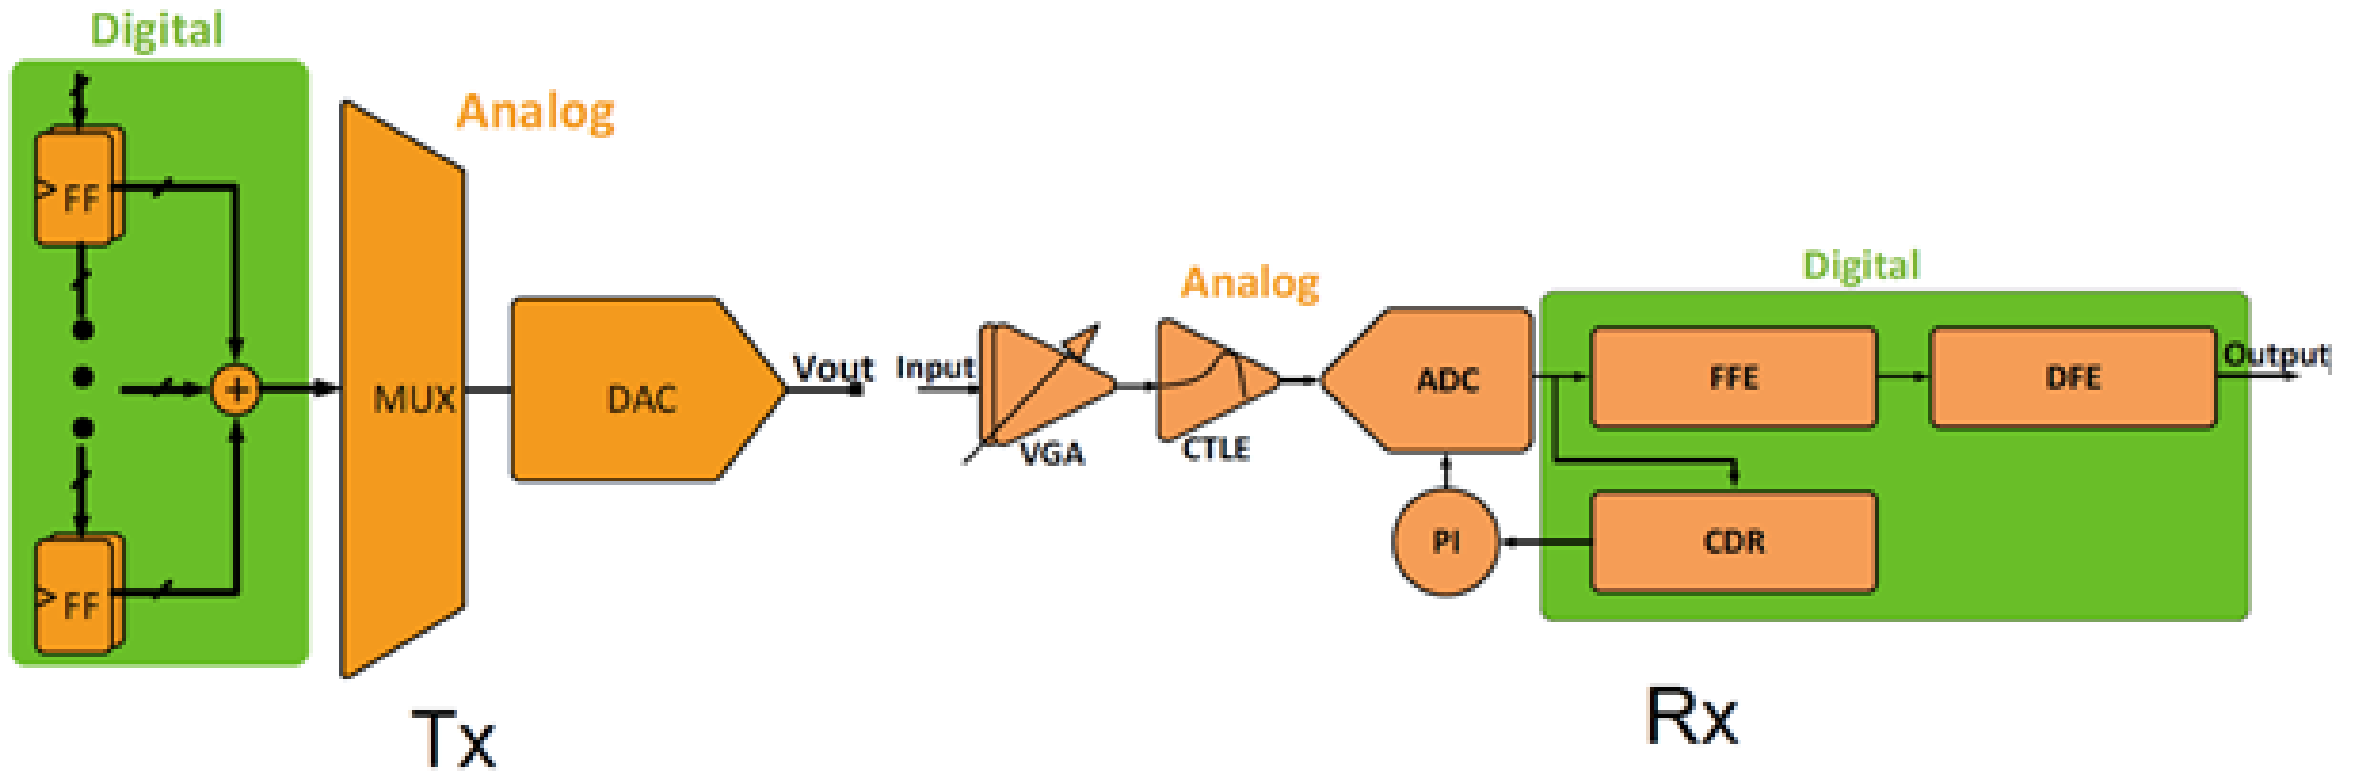 Digital
Analog
FF
+
MUX
DAC
Vout
FF
Tx
Input
VGA
CTLE
Analog
ADC
PI
Digital
FFE
DFE
Output
CDR
Rx